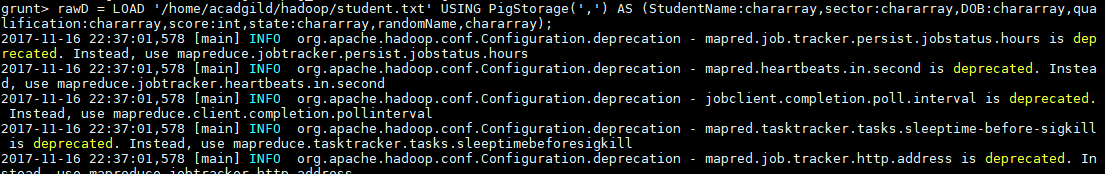 grunt> rawD = LOAD '/home/acadgild/hadoop/student.txt' USING PigStorage(',') AS (StudentName:chararray,sector:chararray,DOB:chararray,qua
lification:chararray,score:int,state:chararray,randomName,chararray);
2017-11-16 22:37:01,578 [main] INFO  org.apache.hadoop.conf.Configuration.deprecation - mapred.job.tracker.persist.jobstatus.hours is dep
recated. Instead, use mapreduce.jobtracker.persist.jobstatus.hours
2017-11-16 22:37:01,578 [main] INFO  org.apache.hadoop.conf.Configuration.deprecation - mapred.heartbeats.in.second is deprecated. Instea
d, use mapreduce.jobtracker.heartbeats.in.second
2017-11-16 22:37:01,578 [main] INFO  org.apache.hadoop.conf.Configuration.deprecation - jobclient.completion.poll.interval is deprecated.
 Instead, use mapreduce.client.completion.pollinterval
2017-11-16 22:37:01,578 [main] INFO  org.apache.hadoop.conf.Configuration.deprecation - mapred.tasktracker.tasks.sleeptime-before-sigkill
 is deprecated. Instead, use mapreduce.tasktracker.tasks.sleeptimebeforesigkill
2017-11-16 22:37:01,578 [main] INFO  org.apache.hadoop.conf.Configuration.deprecation - mapred.job.tracker.http.address is deprecated. In
stead, use mapreduce.jobtracker.http.address